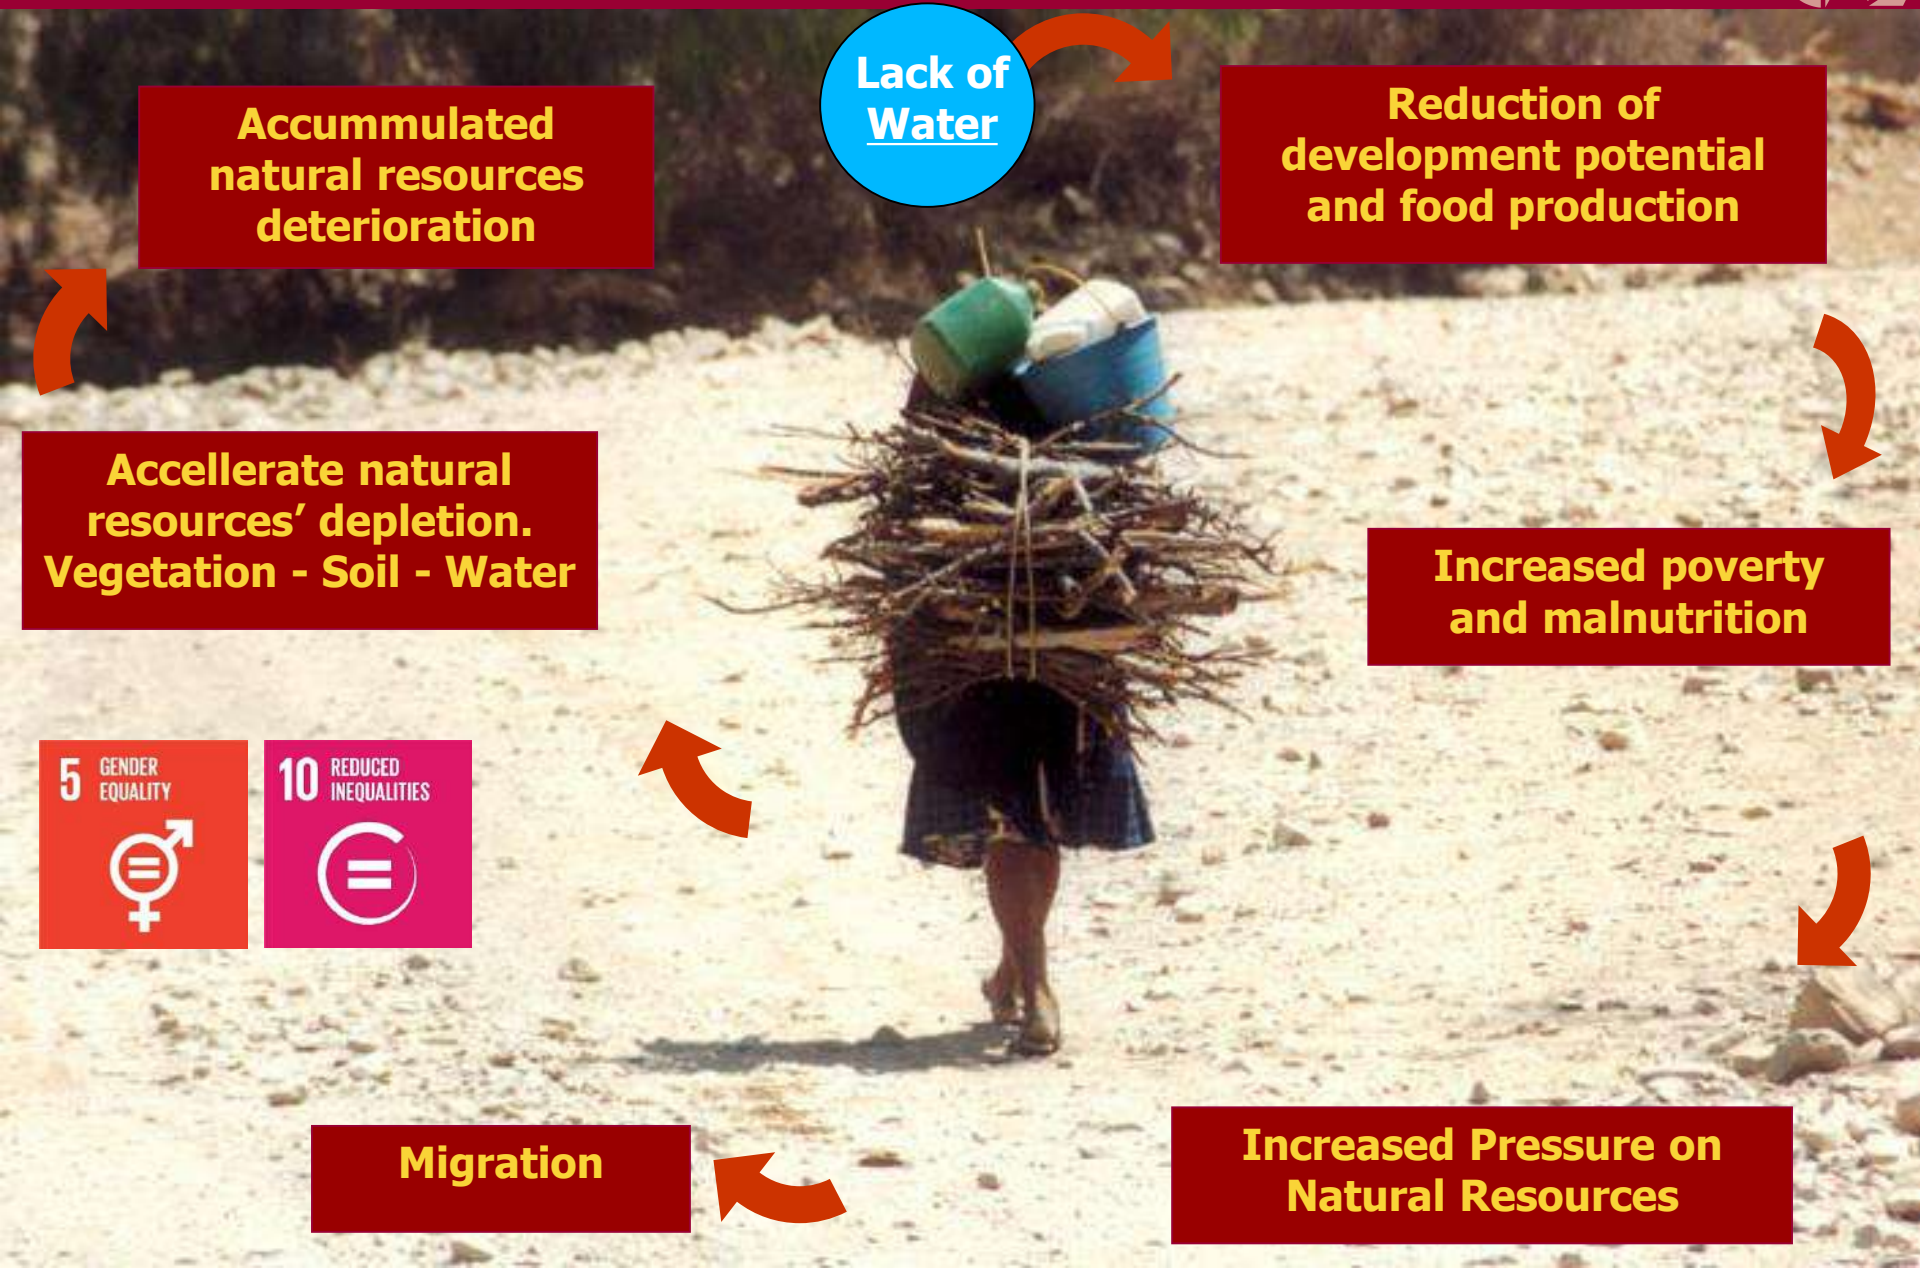 Lack of
Water
Reduction of
development potential
and food production
Increased poverty
and malnutrition
Increased Pressure on
Natural Resources
Migration
Accellerate natural
resources’ depletion.
Vegetation - Soil - Water
Accummulated
natural resources
deterioration
5 GENDER
EQUALITY
10 REDUCED
INEQUALITIES